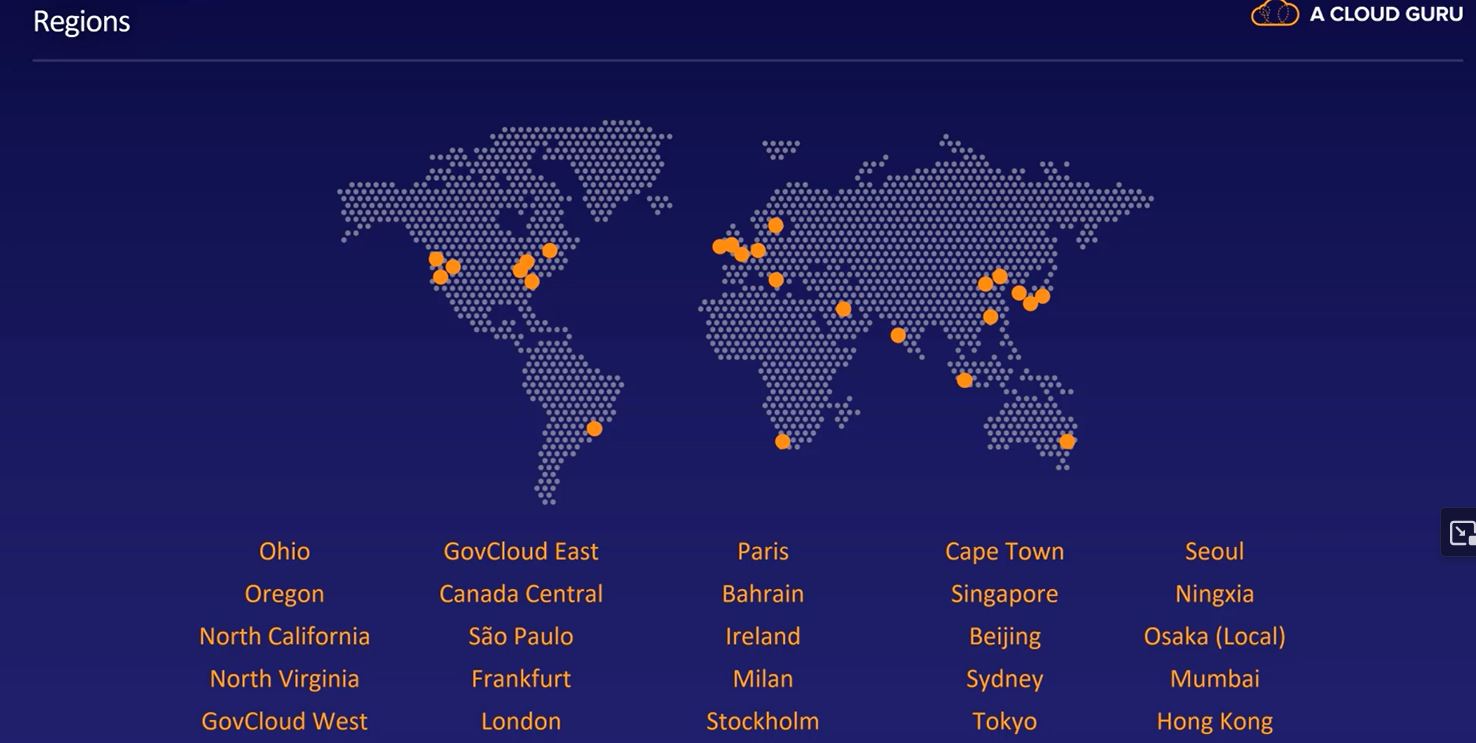 Regions
A CLOUD GURU
Ohio
Oregon
North California
North Virginia
GovCloud West
GovCloud East
Canada Central
São Paulo
Frankfurt
London
Paris
Bahrain
Ireland
Milan
Stockholm
Cape Town
Singapore
Beijing
Sydney
Tokyo
Seoul
Ningxia
Osaka (Local)
Mumbai
Hong Kong